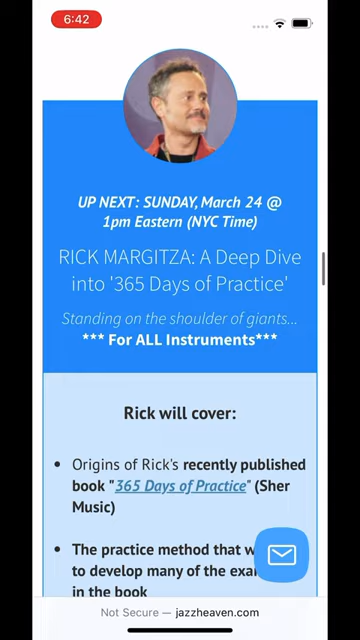 6:42
UP NEXT: SUNDAY, March 24 @
1pm Eastern (NYC Time)
RICK MARGITZA: A Deep Dive
into '365 Days of Practice'
Standing on the shoulder of giants...
*** For ALL Instruments***
Rick will cover:
• Origins of Rick's recently published
book "365 Days of Practice" (Sher
Music)
• The practice method that
to develop many of the
in the book
Not Secure — jazzheaven.com